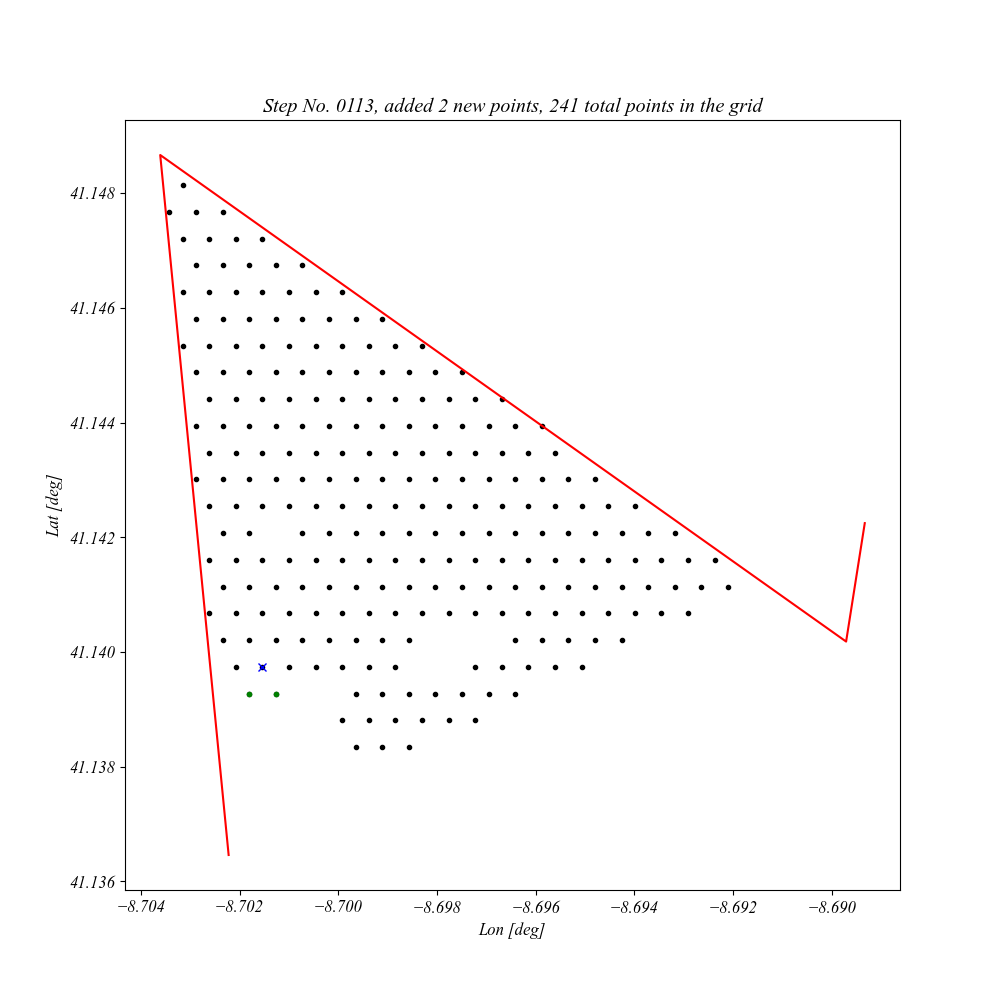 Step No. 0113, added 2 new points, 241 total points in the grid
41.148
41.146
41.144
41.142
41.140
41.138
41.136
Lat [deg]
−8.704 −8.702 −8.700 −8.698 −8.696 −8.694 −8.692 −8.690
Lon [deg]